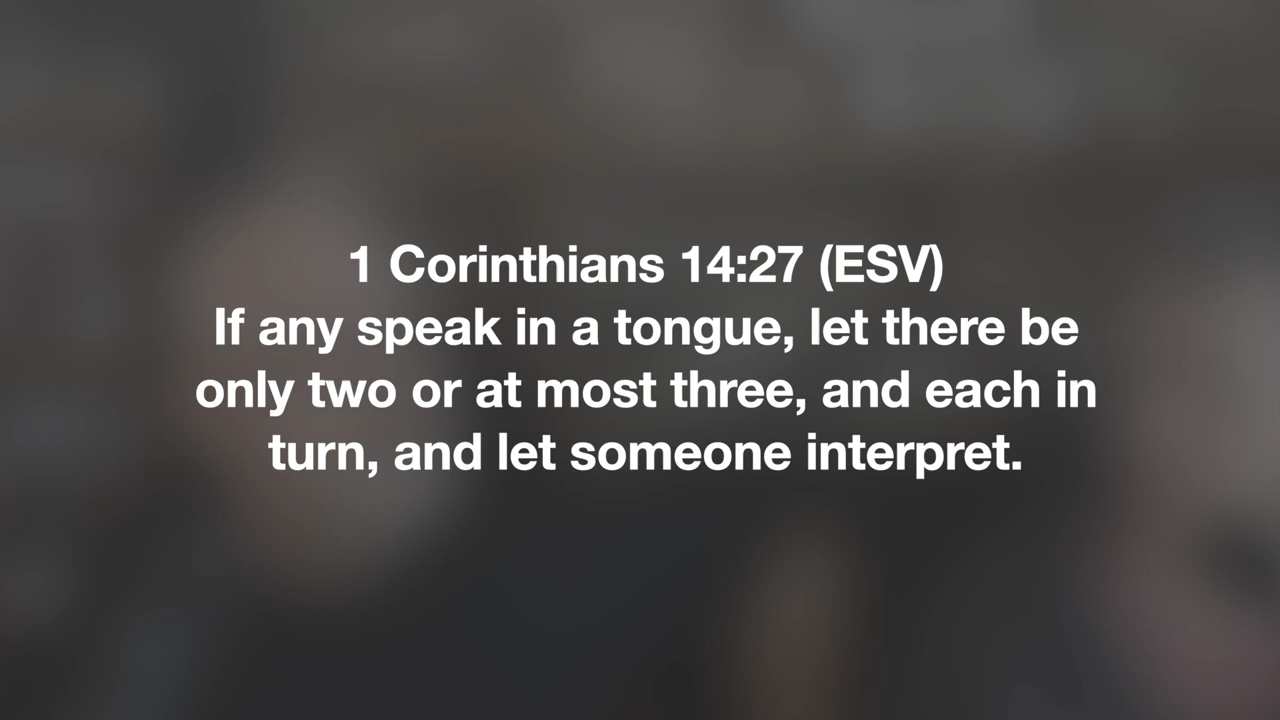 1 Corinthians 14:27 (ESV)
If any speak in a tongue, let there be
only two or at most three, and each in
turn, and let someone interpret.